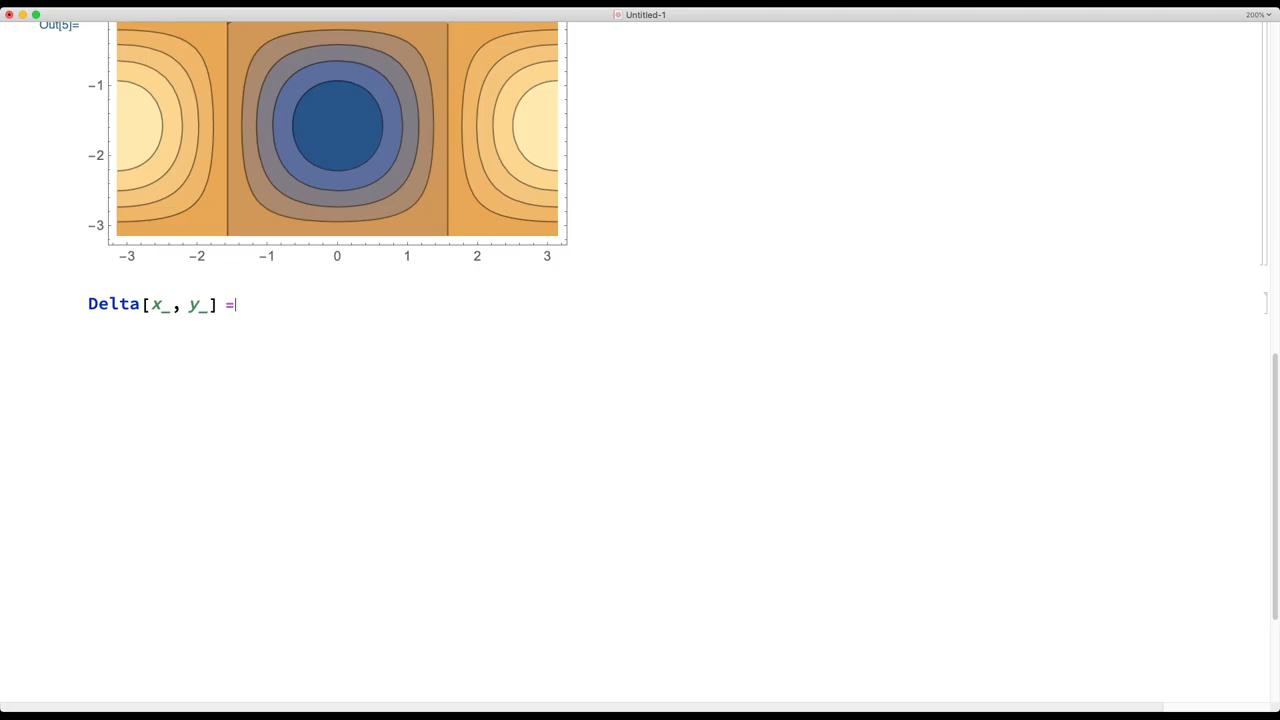 Untitled-1
200%
Out[5]=
−1
−2
−3
−3 −2 −1 0 1 2 3
Delta[x_, y_] =